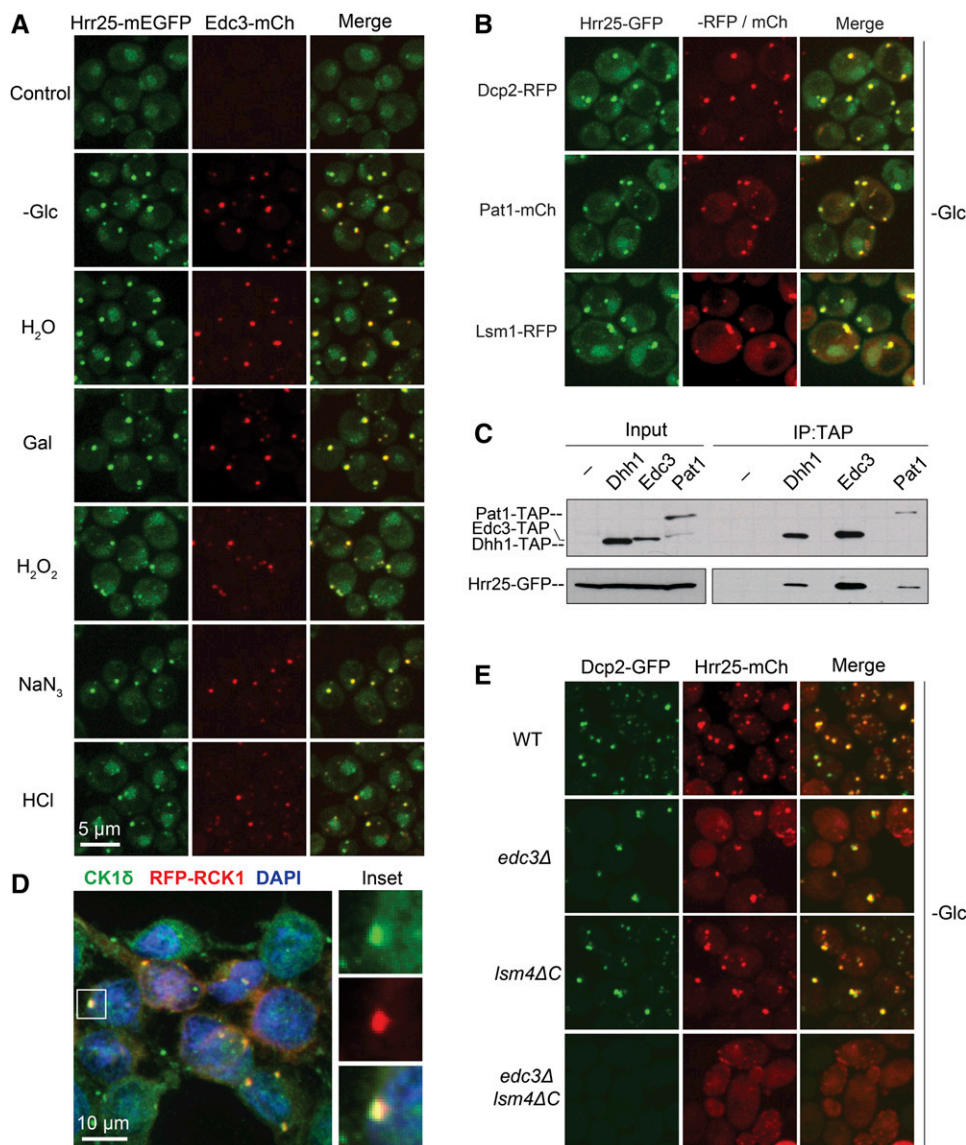 A
Hrr25-mEGFP Edc3-mCh Merge
Control
-Glc
H2O
Gal
H2O2
NaN3
HCl
5 µm
B
Hrr25-GFP -RFP / mCh Merge
Dcp2-RFP
Pat1-mCh
Lsm1-RFP
-Glc
C
Input IP:TAP
– Dhh1 Edc3 Pat1 – Dhh1 Edc3 Pat1
Pat1-TAP--
Edc3-TAP
Dhh1-TAP--
Hrr25-GFP--
D
CK1δ RFP-RCK1 DAPI Inset
10 µm
E
Dcp2-GFP Hrr25-mCh Merge
WT
edc3Δ
lsm4ΔC
edc3Δ
lsm4ΔC
-Glc